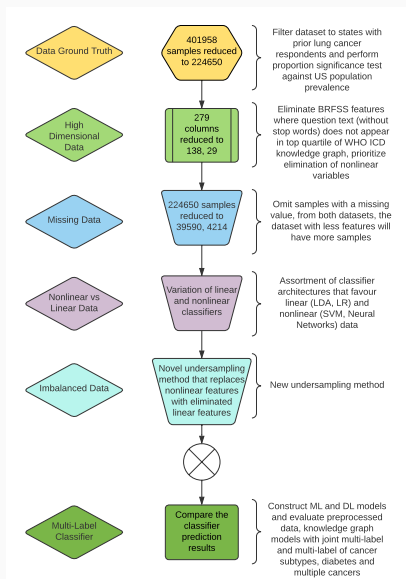 Data Ground Truth
401958
samples reduced
to 224650
Filter dataset to states with
prior lung cancer
respondents and perform
proportion significance test
against US population
prevalence
High
Dimensional
Data
279
columns
reduced to
138, 29
Eliminate BRFSS features
where question text (without
stop words) does not appear
in top quartile of WHO ICD
knowledge graph, prioritize
elimination of nonlinear
variables
Missing Data
224650 samples
reduced to
39590, 4214
Omit samples with a missing
value, from both datasets, the
dataset with less features will
have more samples
Nonlinear vs
Linear Data
Variation of linear
and nonlinear
classifiers
Assortment of classifier
architectures that favour
linear (LDA, LR) and
nonlinear (SVM, Neural
Networks) data
Imbalanced Data
Novel undersampling
method that replaces
nonlinear features
with eliminated
linear features
New undersampling method
Multi-Label
Classifier
Compare the
classifier
prediction
results
Construct ML and DL models
and evaluate preprocessed
data, knowledge graph
models with joint multi-label
and multi-label of cancer
subtypes, diabetes and
multiple cancers